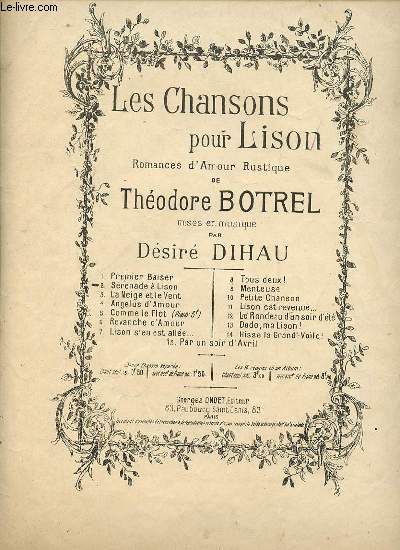 Le-livre.com
Les Chansons
pour Lison
Romances d'Amour Rustique
DE
Théodore BOTREL
mises en musique
PAR
Désiré DIHAU
1 Premier Baiser
2 Sérénade à Lison
3 La Neige et le Vent
4 Angelus d'Amour
5 Comme le Flot
6 Revanche d'Amour
7 Lison s'en est allée...
8 Tous deux!
9 Menteuse
10 Petite Chanson
11 Lison est revenue...
12 Le Rondeau d'un soir d'été
13 Dodo, ma Lison!
14 Hisse la Grand-Voile!
15. Par un soir d'Avril
Georges ONDET, Editeur
83, Faubourg Saint-Denis, 83
PARIS